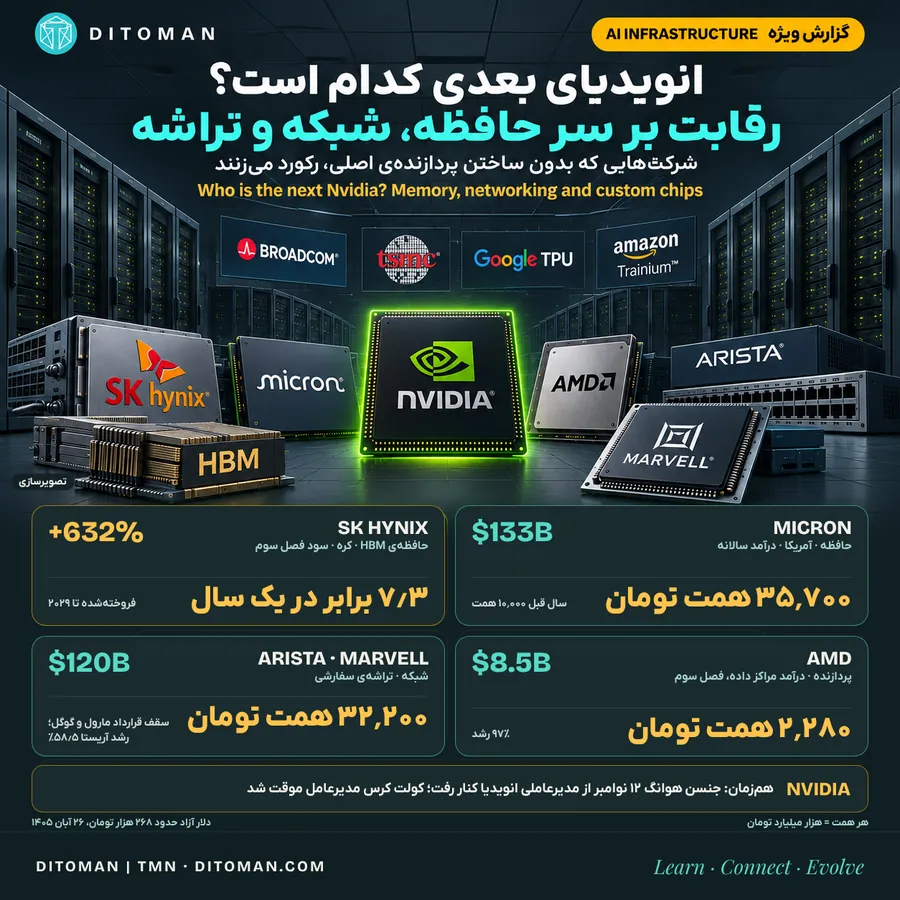 DITOMAN
گزارش ویژه AI INFRASTRUCTURE
انویدیای بعدی کدام است؟
رقابت بر سر حافظه، شبکه و تراشه
شرکت‌هایی که بدون ساختن پردازنده‌ی اصلی، رکورد می‌زنند
Who is the next Nvidia? Memory, networking and custom chips
BROADCOM®
tsmc
Google TPU
amazon
Trainium™
SK hynix
micron
NVIDIA
AMD
ARISTA
HBM
MARVELL
تصویرسازی
SK HYNIX
+632%
حافظه‌ی HBM · کره · سود فصل سوم
۷٫۳ برابر در یک سال
فروخته‌شده تا ۲۰۲۹
MICRON
$133B
حافظه · آمریکا · درآمد سالانه
۳۵,۷۰۰ همت تومان
سال قبل ۱۰,۰۰۰ همت
ARISTA · MARVELL
$120B
شبکه · تراشه‌ی سفارشی
۳۲,۲۰۰ همت تومان
سقف قرارداد مارول و گوگل؛
رشد آریستا ۵۸٫۵٪
AMD
$8.5B
پردازنده · درآمد مراکز داده، فصل سوم
۲,۲۸۰ همت تومان
۹۷٪ رشد
NVIDIA هم‌زمان: جنسن هوانگ ۱۲ نوامبر از مدیرعاملی انویدیا کنار رفت؛ کولت کرس مدیرعامل موقت شد
هر همت = هزار میلیارد تومان
دلار آزاد حدود ۲۶۸ هزار تومان، ۲۶ آبان ۱۴۰۵
DITOMAN | TMN · DITOMAN.COM
Learn · Connect · Evolve